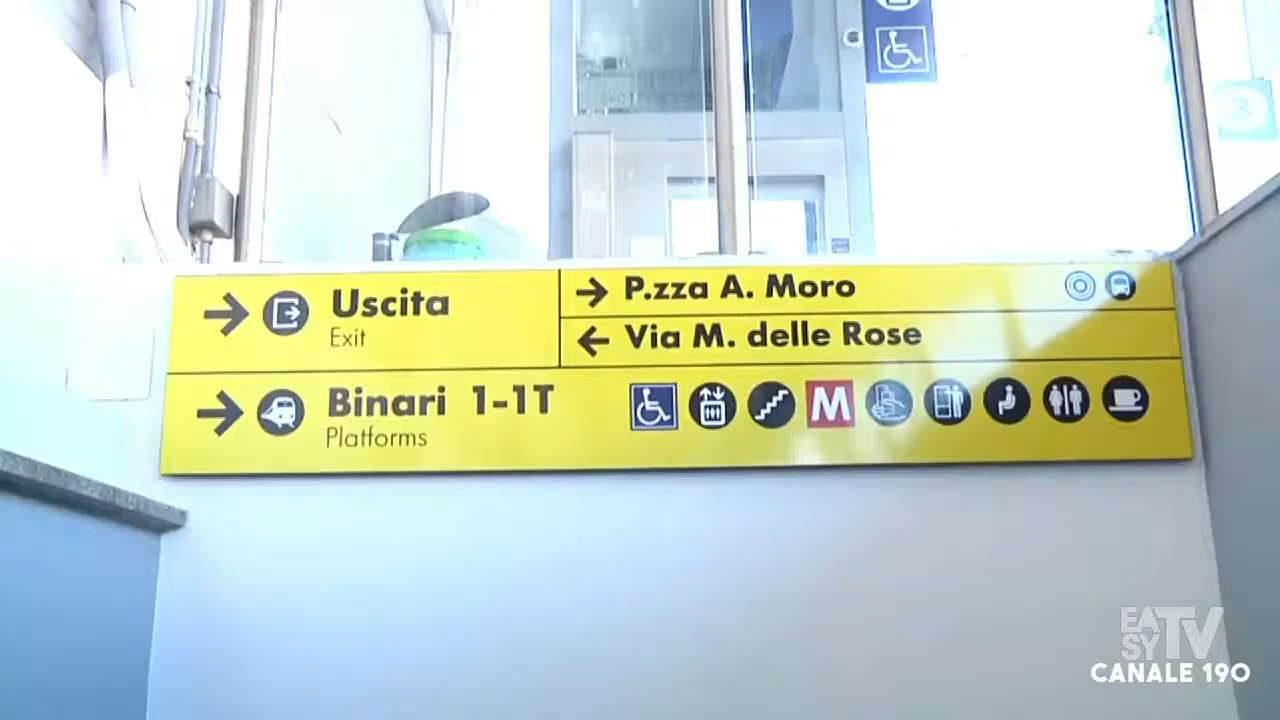 Uscita
Exit
P.zza A. Moro
Via M. delle Rose
Binari 1-1T
Platforms
M
EASY TV
CANALE 190